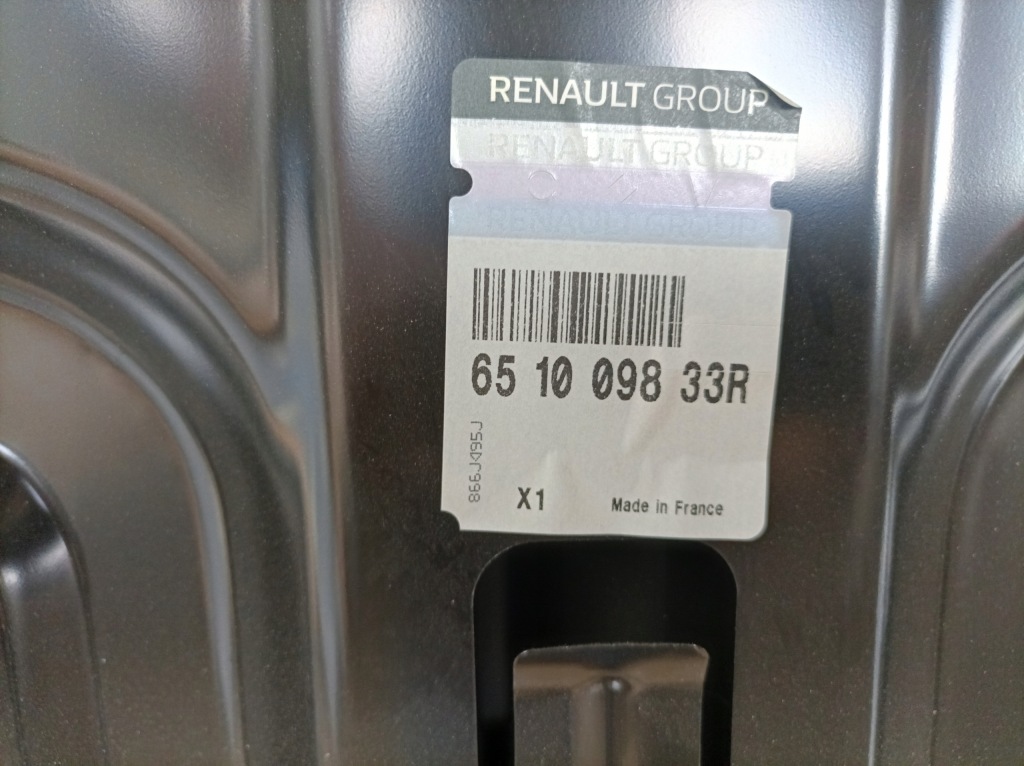 RENAULT GROUP
RENAULT GROUP
RENAULT GROUP
65 10 098 33R
866J495J
X1 Made in France